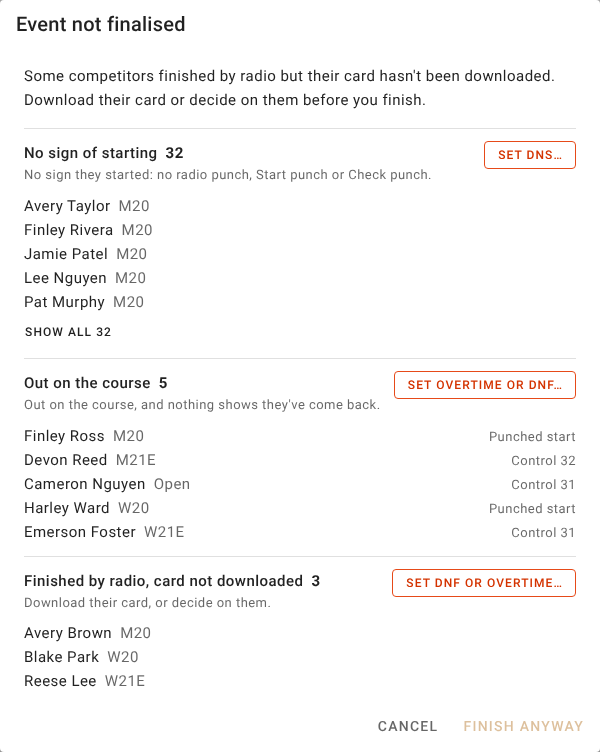 Event not finalised
Some competitors finished by radio but their card hasn't been downloaded.
Download their card or decide on them before you finish.
No sign of starting 32
SET DNS…
No sign they started: no radio punch, Start punch or Check punch.
Avery Taylor M20
Finley Rivera M20
Jamie Patel M20
Lee Nguyen M20
Pat Murphy M20
SHOW ALL 32
Out on the course 5
SET OVERTIME OR DNF…
Out on the course, and nothing shows they've come back.
Finley Ross M20 Punched start
Devon Reed M21E Control 32
Cameron Nguyen Open Control 31
Harley Ward W20 Punched start
Emerson Foster W21E Control 31
Finished by radio, card not downloaded 3
SET DNF OR OVERTIME…
Download their card, or decide on them.
Avery Brown M20
Blake Park W20
Reese Lee W21E
CANCEL FINISH ANYWAY